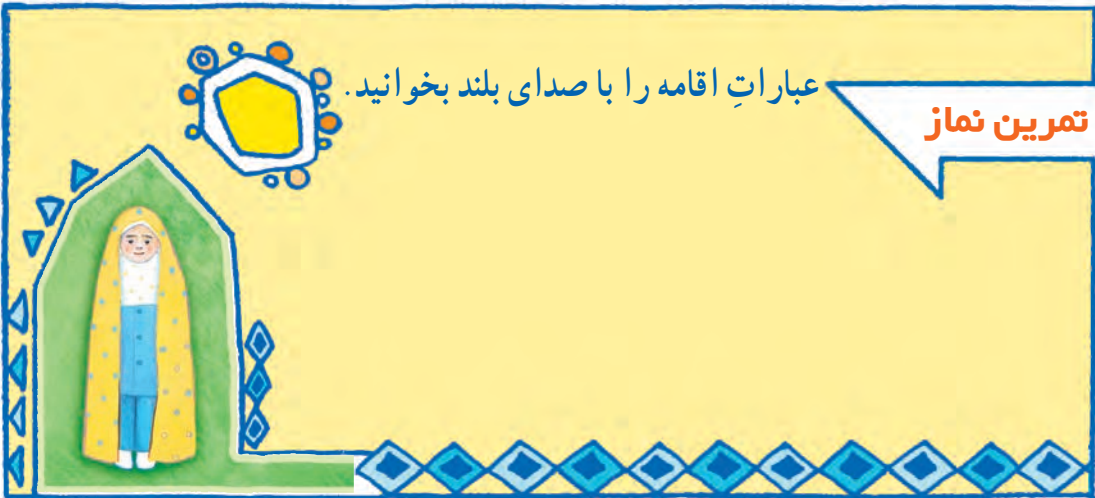 تمرین نماز
عباراتِ اقامه را با صدای بلند بخوانید.